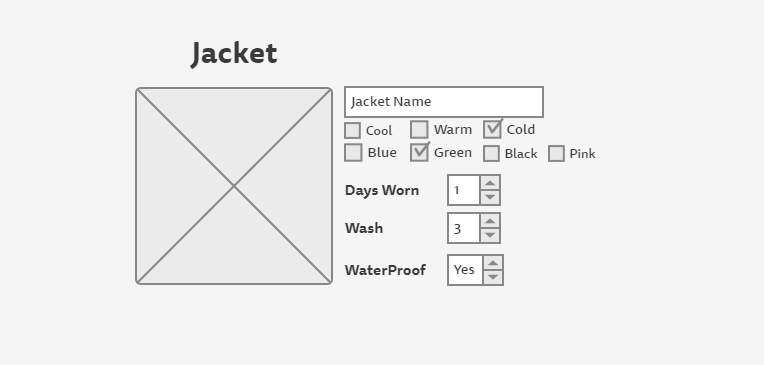 Jacket
Jacket Name
Cool Warm Cold
Blue Green Black Pink
Days Worn 1
Wash 3
WaterProof Yes